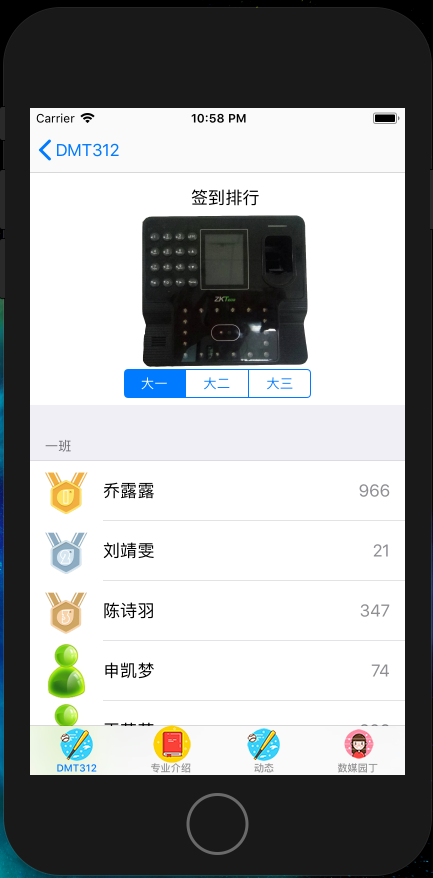 Carrier 10:58 PM
DMT312
签到排行
ZKT
大一 大二 大三
一班
乔露露 966
刘靖雯 21
陈诗羽 347
申凯梦 74
DMT312 专业介绍 动态 数媒园丁